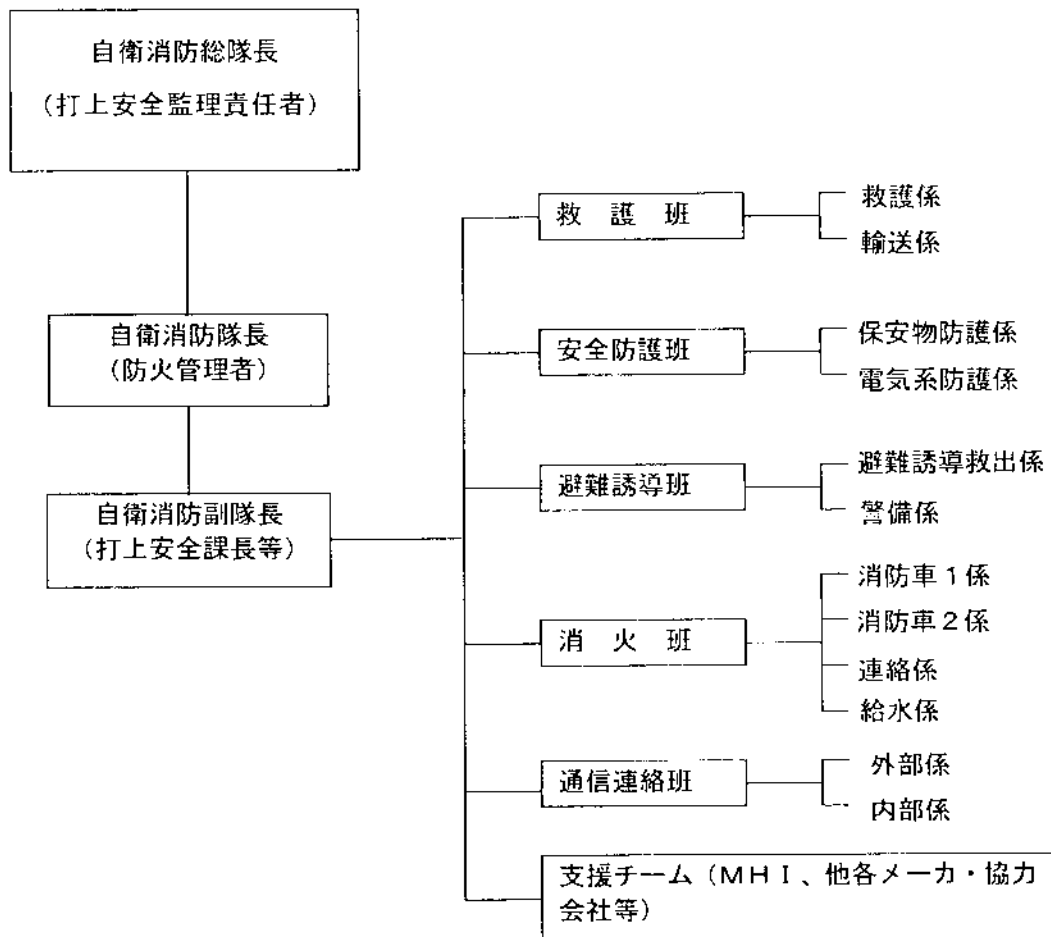 自衛消防総隊長
(打上安全監理責任者)
自衛消防隊長
(防火管理者)
自衛消防副隊長
(打上安全課長等)
救護班
救護係
輸送係
安全防護班
保安物防護係
電気系防護係
避難誘導班
避難誘導救出係
警備係
消火班
消防車1係
消防車2係
連絡係
給水係
通信連絡班
外部係
内部係
支援チーム(MHI、他各メーカ・協力
会社等)